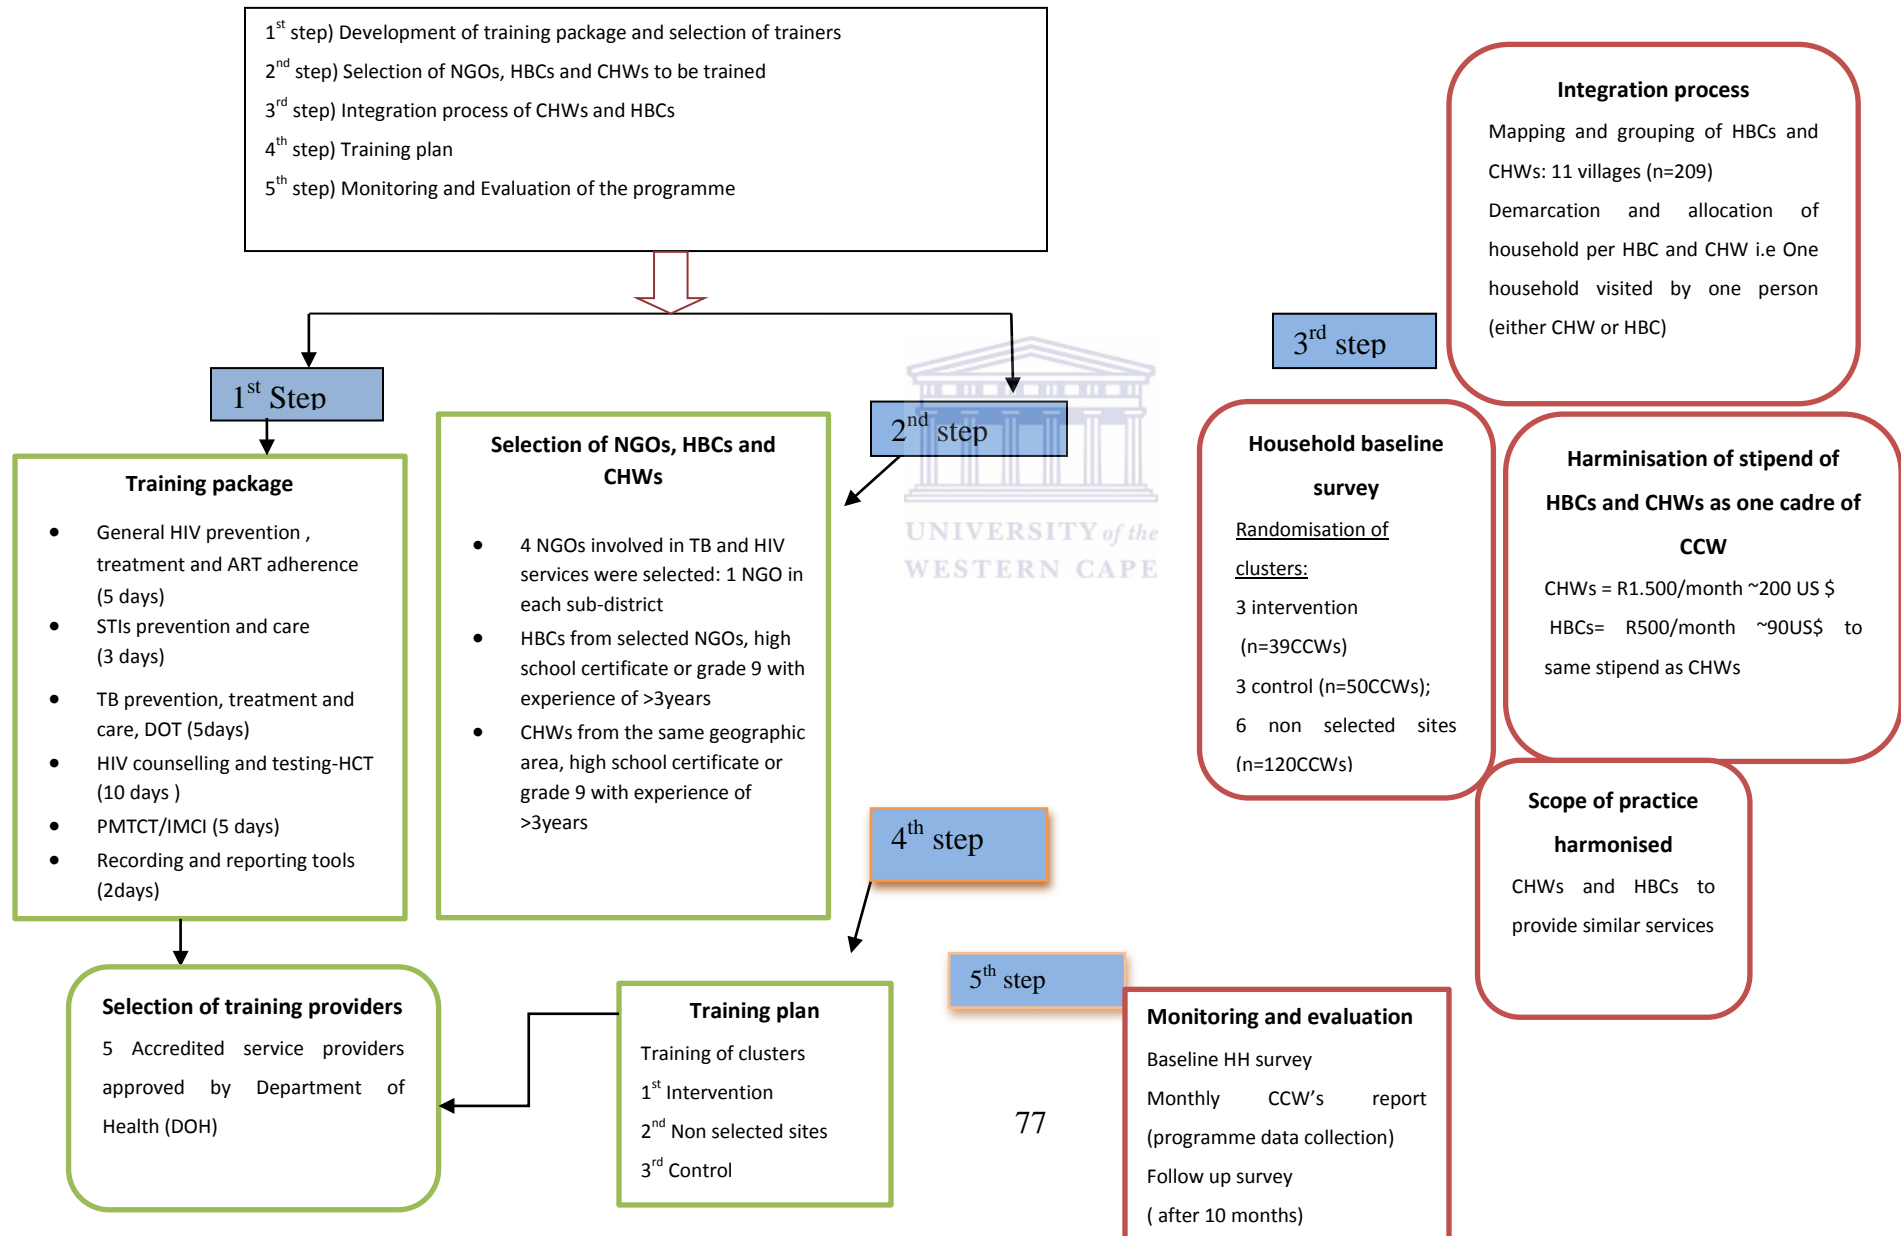 1st step) Development of training package and selection of trainers
2nd step) Selection of NGOs, HBCs and CHWs to be trained
3rd step) Integration process of CHWs and HBCs
4th step) Training plan
5th step) Monitoring and Evaluation of the programme
1st Step
Training package
• General HIV prevention ,
treatment and ART adherence
(5 days)
• STIs prevention and care
(3 days)
• TB prevention, treatment and
care, DOT (5days)
• HIV counselling and testing-HCT
(10 days )
• PMTCT/IMCI (5 days)
• Recording and reporting tools
(2days)
Selection of training providers
5 Accredited service providers
approved by Department of
Health (DOH)
2nd step
Selection of NGOs, HBCs and
CHWs
• 4 NGOs involved in TB and HIV
services were selected: 1 NGO in
each sub-district
• HBCs from selected NGOs, high
school certificate or grade 9 with
experience of >3years
• CHWs from the same geographic
area, high school certificate or
grade 9 with experience of
>3years
UNIVERSITY of the
WESTERN CAPE
3rd step
Integration process
Mapping and grouping of HBCs and
CHWs: 11 villages (n=209)
Demarcation and allocation of
household per HBC and CHW i.e One
household visited by one person
(either CHW or HBC)
Household baseline
survey
Randomisation of
clusters:
3 intervention
(n=39CCWs)
3 control (n=50CCWs);
6 non selected sites
(n=120CCWs)
Harminisation of stipend of
HBCs and CHWs as one cadre of
CCW
CHWs = R1.500/month ~200 US $
HBCs= R500/month ~90US$ to
same stipend as CHWs
Scope of practice
harmonised
CHWs and HBCs to
provide similar services
4th step
Training plan
Training of clusters
1st Intervention
2nd Non selected sites
3rd Control
5th step
Monitoring and evaluation
Baseline HH survey
Monthly CCW's report
(programme data collection)
Follow up survey
( after 10 months)
77